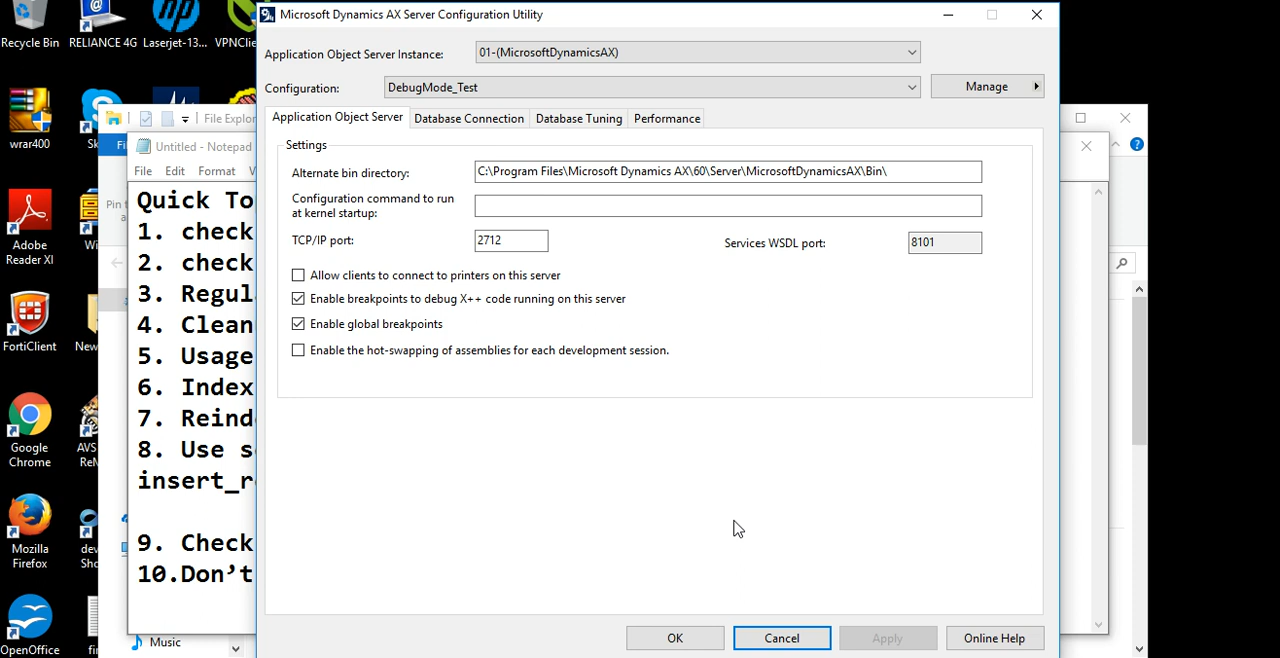 Recycle Bin
RELIANCE 4G
Laserjet-13...
VPNClie
wrar400
Adobe
Reader XI
FortiClient
New
Google
Chrome
AVS
ReM
Mozilla
Firefox
dev
Sho
OpenOffice
Microsoft Dynamics AX Server Configuration Utility
Application Object Server Instance:
01-(MicrosoftDynamicsAX)
Configuration:
DebugMode_Test
Manage
Application Object Server
Database Connection
Database Tuning
Performance
Settings
Alternate bin directory:
C:\Program Files\Microsoft Dynamics AX\60\Server\MicrosoftDynamicsAX\Bin\
Configuration command to run
at kernel startup:
TCP/IP port:
2712
Services WSDL port:
8101
Allow clients to connect to printers on this server
Enable breakpoints to debug X++ code running on this server
Enable global breakpoints
Enable the hot-swapping of assemblies for each development session.
OK
Cancel
Apply
Online Help
File Explor
Untitled - Notepad
File Edit Format V
Quick To
1. check
2. check
3. Regul
4. Clean
5. Usage
6. Index
7. Reind
8. Use s
insert_r
9. Check
10.Don’t
Pin t
Music